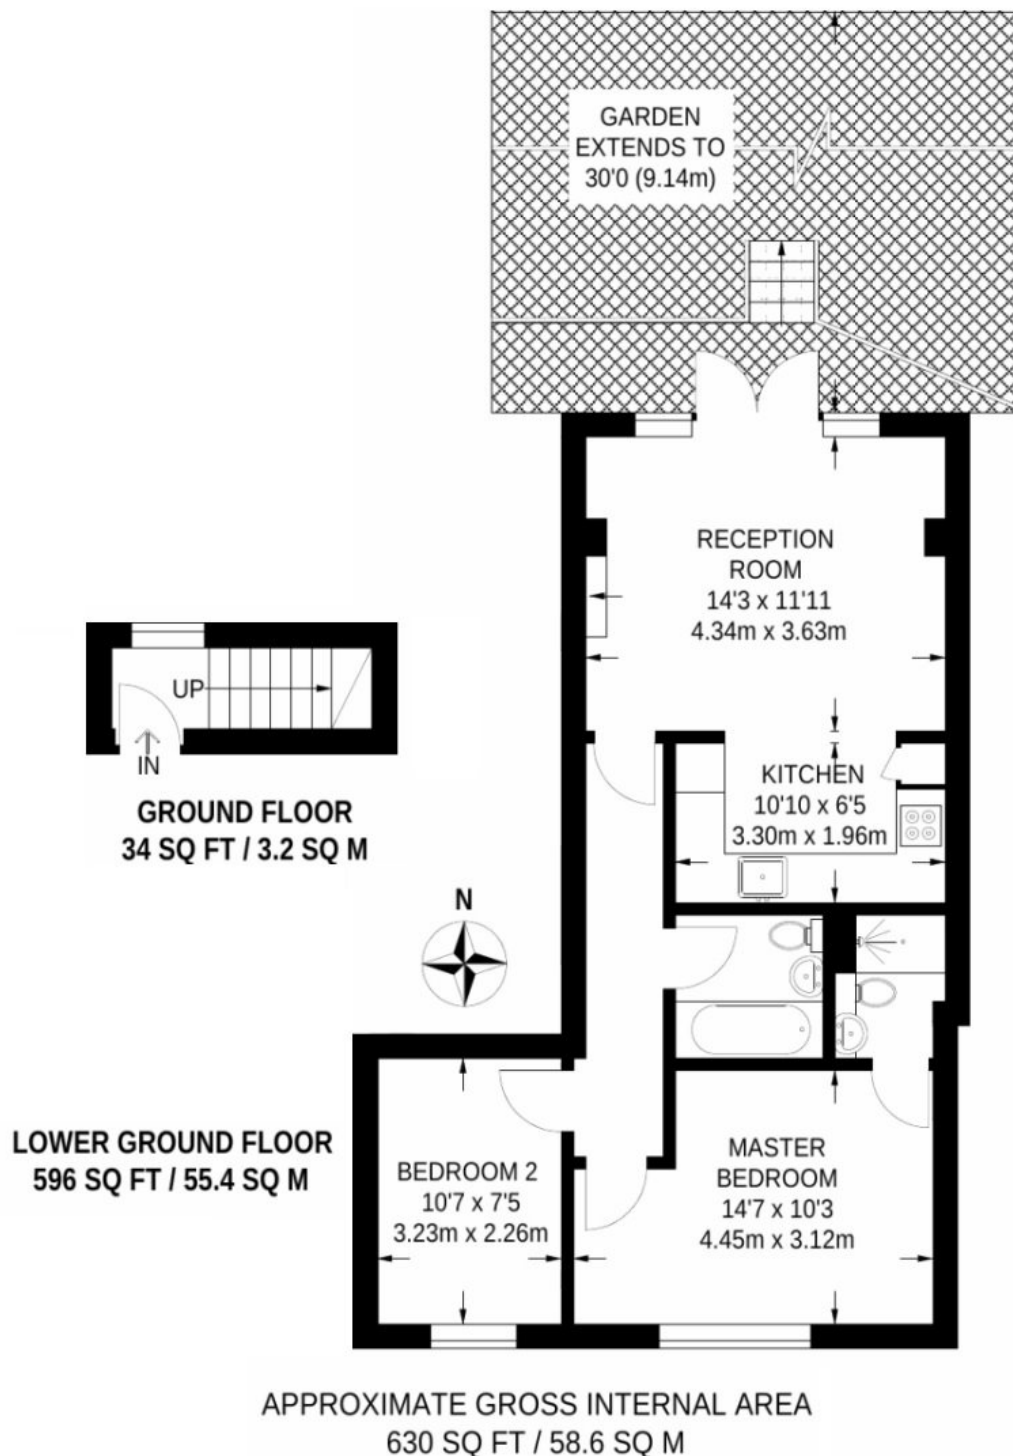 GARDEN
EXTENDS TO
30'0 (9.14m)
RECEPTION
ROOM
14'3 x 11'11
4.34m x 3.63m
UP
IN
GROUND FLOOR
34 SQ FT / 3.2 SQ M
KITCHEN
10'10 x 6'5
3.30m x 1.96m
N
LOWER GROUND FLOOR
596 SQ FT / 55.4 SQ M
BEDROOM 2
10'7 x 7'5
3.23m x 2.26m
MASTER
BEDROOM
14'7 x 10'3
4.45m x 3.12m
APPROXIMATE GROSS INTERNAL AREA
630 SQ FT / 58.6 SQ M